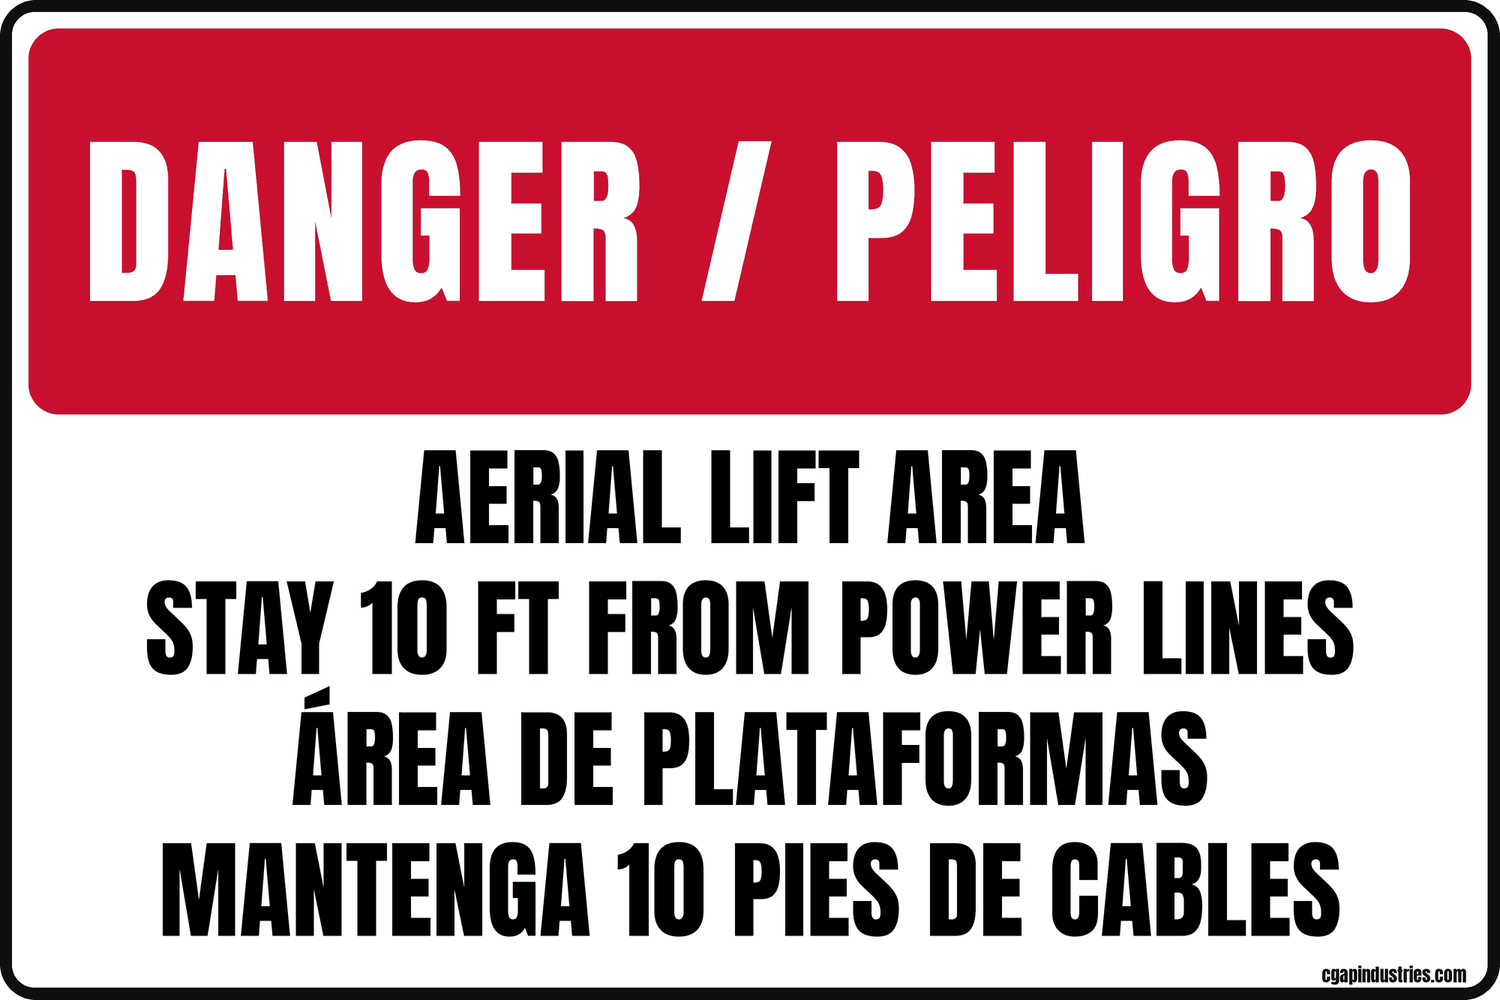 DANGER / PELIGRO
AERIAL LIFT AREA
STAY 10 FT FROM POWER LINES
ÁREA DE PLATAFORMAS
MANTENGA 10 PIES DE CABLES
cgapindustries.com